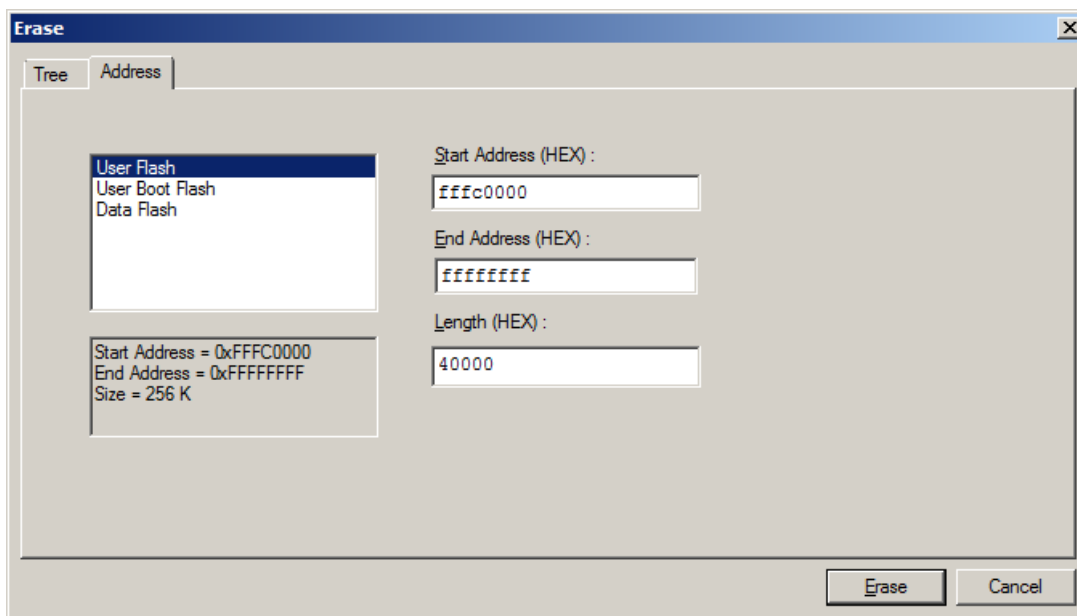 Erase
Tree
Address
User Flash
User Boot Flash
Data Flash
Start Address = 0xFFFC0000
End Address = 0xFFFFFFFF
Size = 256 K
Start Address (HEX) :
fffc0000
End Address (HEX) :
ffffffff
Length (HEX) :
40000
Erase
Cancel